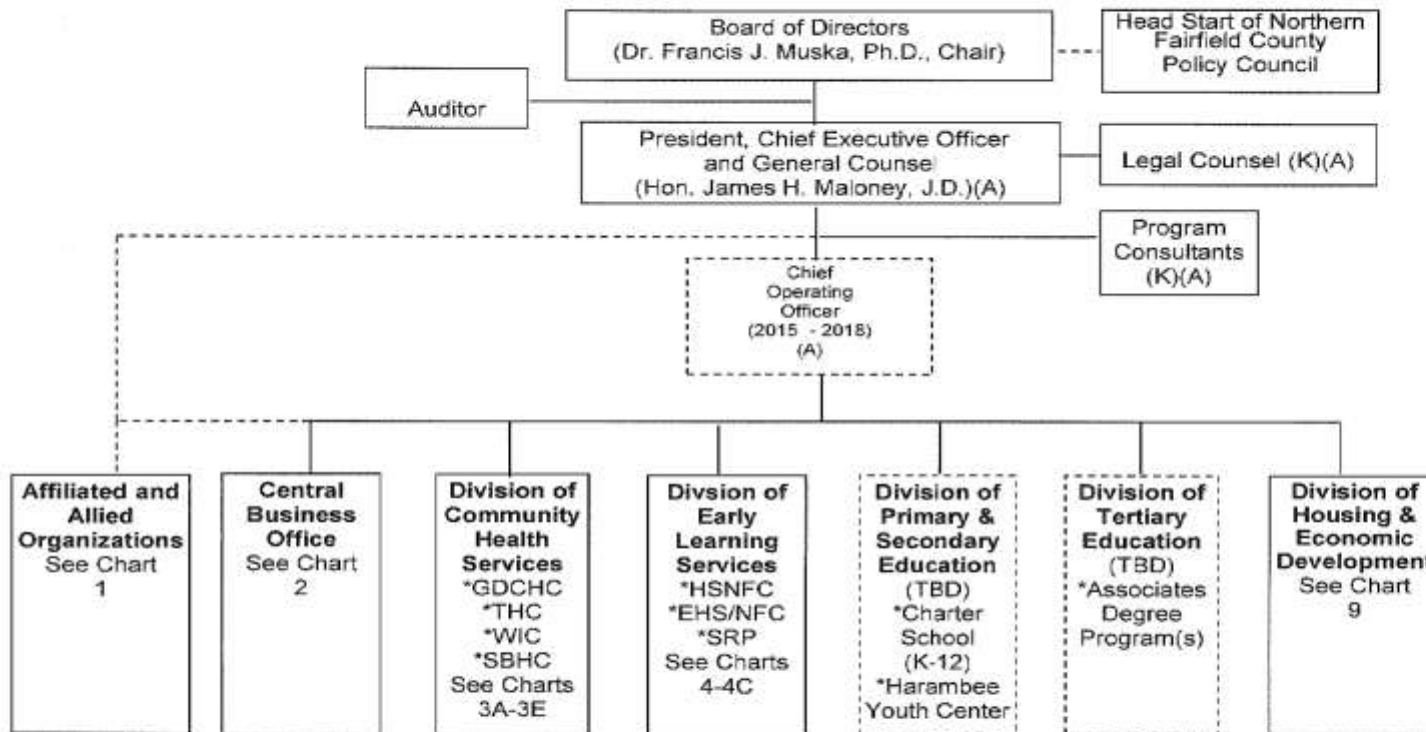 Board of Directors
(Dr. Francis J. Muska, Ph.D., Chair)
Head Start of Northern
Fairfield County
Policy Council
Auditor
President, Chief Executive Officer
and General Counsel
(Hon. James H. Maloney, J.D.)(A)
Legal Counsel (K)(A)
Program
Consultants
(K)(A)
Chief
Operating
Officer
(2015 - 2018)
(A)
Affiliated and
Allied
Organizations
See Chart
1
Central
Business
Office
See Chart
2
Division of
Community
Health
Services
*GDCHC
*THC
*WIC
*SBHC
See Charts
3A-3E
Divsion of
Early
Learning
Services
*HSNFC
*EHS/NFC
*SRP
See Charts
4-4C
Division of
Primary &
Secondary
Education
(TBD)
*Charter
School
(K-12)
*Harambee
Youth Center
Division of
Tertiary
Education
(TBD)
*Associates
Degree
Program(s)
Division of
Housing &
Economic
Development
See Chart
9